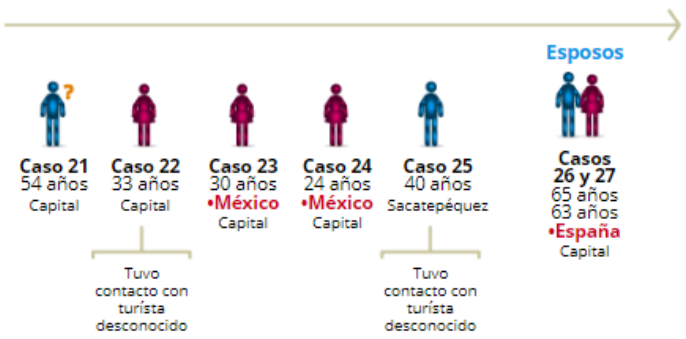 Esposos
?
Caso 21
54 años
Capital
Caso 22
33 años
Capital
Tuvo
contacto con
turísta
desconocido
Caso 23
30 años
•México
Capital
Caso 24
24 años
•México
Capital
Caso 25
40 años
Sacatepéquez
Tuvo
contacto con
turísta
desconocido
Casos
26 y 27
65 años
63 años
•España
Capital